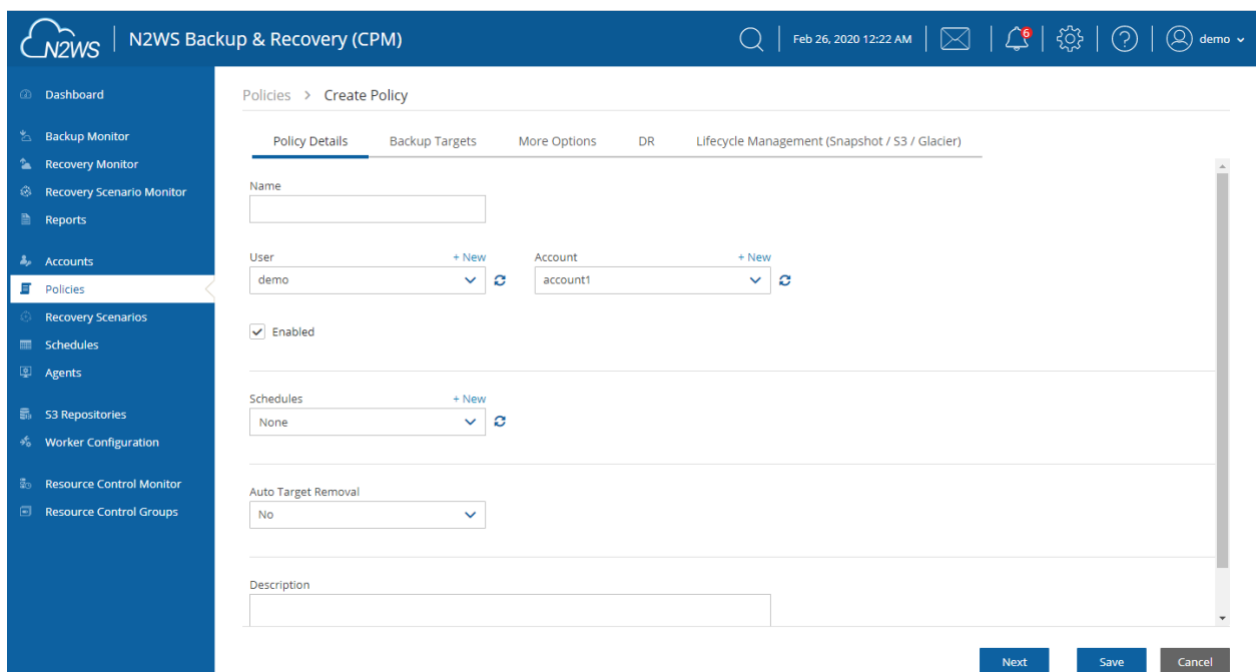 N2WS
N2WS Backup & Recovery (CPM)
Feb 26, 2020 12:22 AM
6
demo
Dashboard
Backup Monitor
Recovery Monitor
Recovery Scenario Monitor
Reports
Accounts
Policies
Recovery Scenarios
Schedules
Agents
S3 Repositories
Worker Configuration
Resource Control Monitor
Resource Control Groups
Policies > Create Policy
Policy Details Backup Targets More Options DR Lifecycle Management (Snapshot / S3 / Glacier)
Name
User + New Account + New
demo account1
Enabled
Schedules + New
None
Auto Target Removal
No
Description
Next Save Cancel